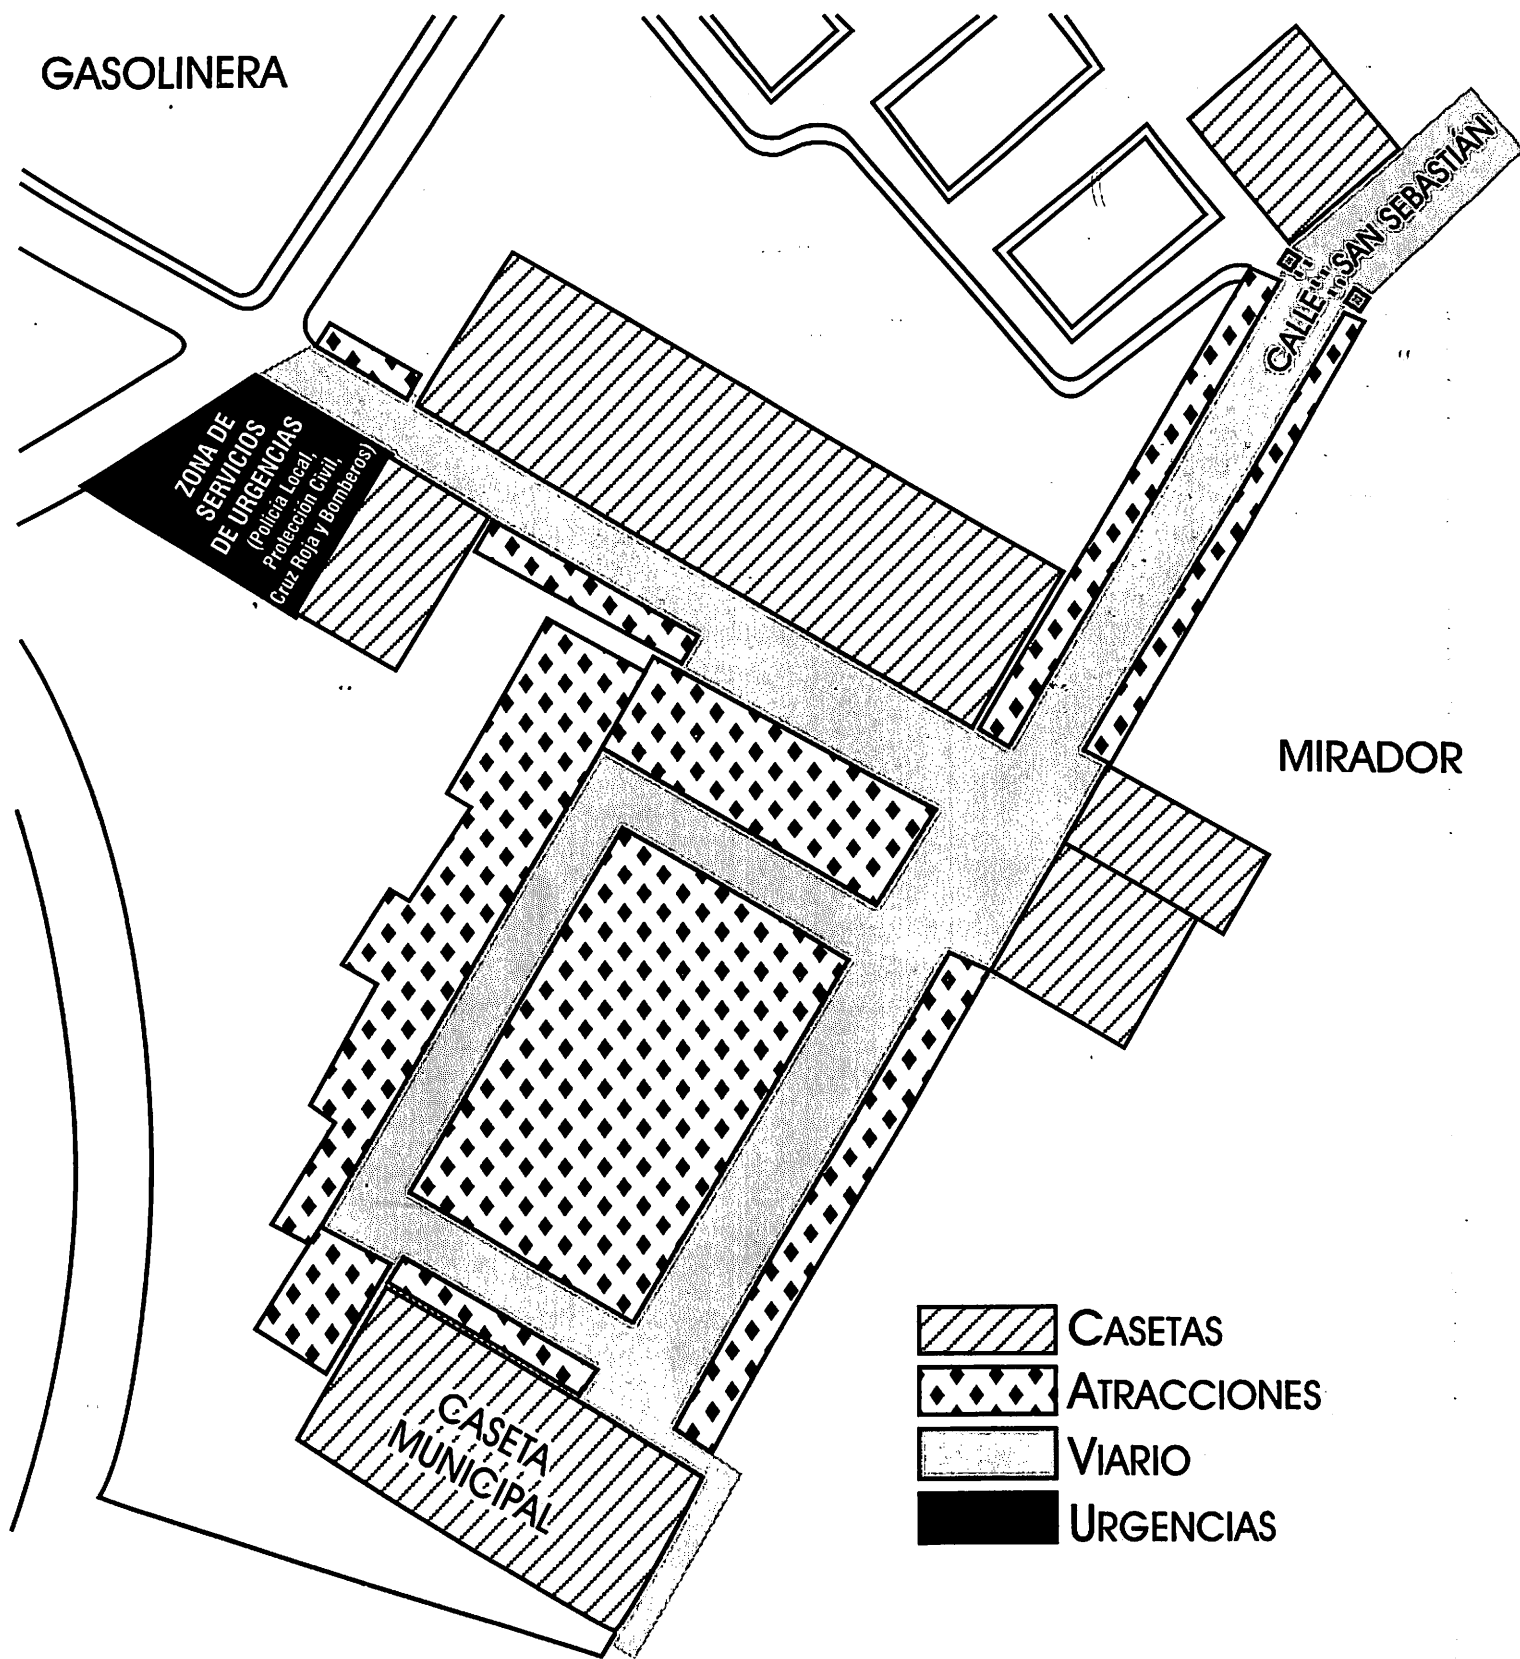 GASOLINERA
CALLE SAN SEBASTIÁN
ZONA DE
SERVICIOS
DE URGENCIAS
(Policía Local,
Protección Civil,
Cruz Roja y Bomberos)
MIRADOR
CASETA
MUNICIPAL
CASETAS
ATRACCIONES
VIARIO
URGENCIAS